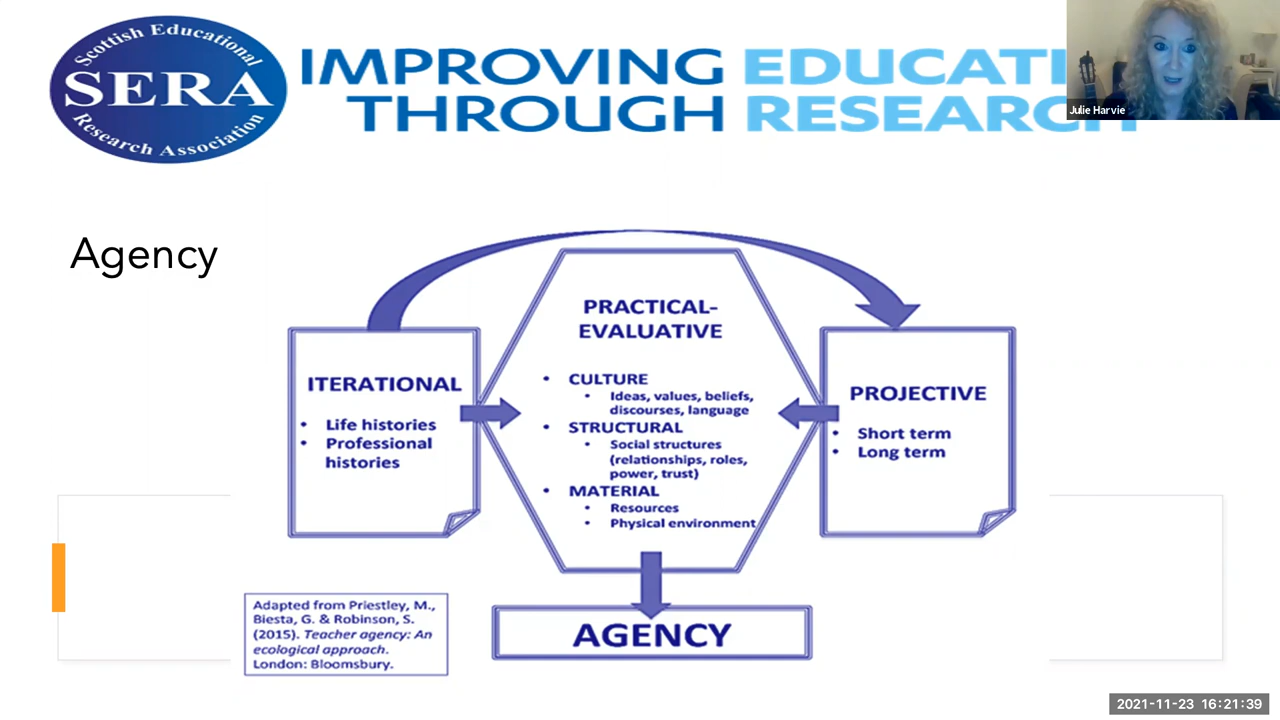 Scottish Educational
SERA
Research Association
IMPROVING EDUCATI
THROUGH RESEARCH
Julie Harvie
Agency
ITERATIONAL
• Life histories
• Professional
histories
PRACTICAL-
EVALUATIVE
• CULTURE
• Ideas, values, beliefs,
discourses, language
• STRUCTURAL
• Social structures
(relationships, roles,
power, trust)
• MATERIAL
• Resources
• Physical environment
PROJECTIVE
• Short term
• Long term
AGENCY
Adapted from Priestley, M.,
Biesta, G. & Robinson, S.
(2015). Teacher agency: An
ecological approach.
London: Bloomsbury.
2021-11-23 16:21:39